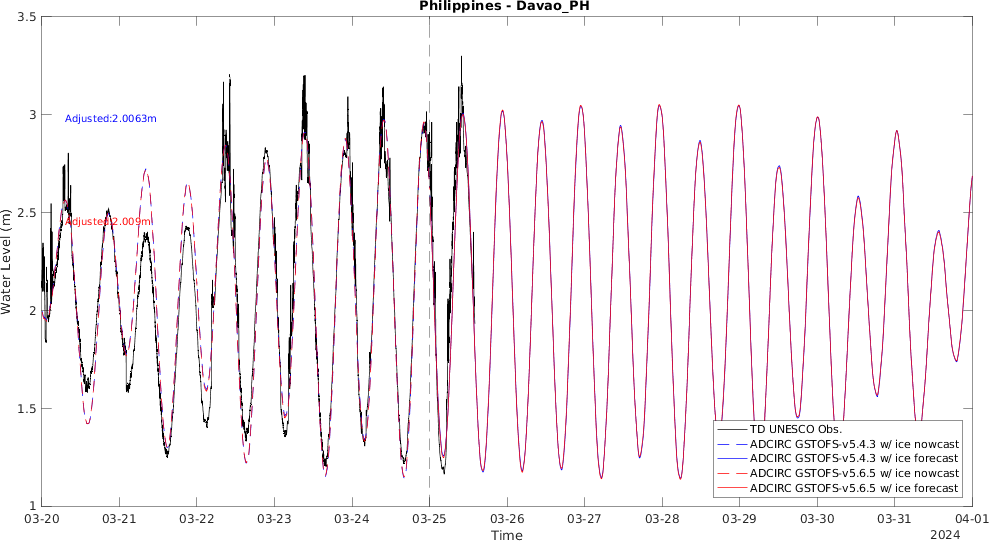 Philippines - Davao_PH
3.5
3
2.5
2
1.5
1
Water Level (m)
Adjusted:2.0063m
Adjusted:2.009m
TD UNESCO Obs.
ADCIRC GSTOFS-v5.4.3 w/ ice nowcast
ADCIRC GSTOFS-v5.4.3 w/ ice forecast
ADCIRC GSTOFS-v5.6.5 w/ ice nowcast
ADCIRC GSTOFS-v5.6.5 w/ ice forecast
03-20 03-21 03-22 03-23 03-24 03-25 03-26 03-27 03-28 03-29 03-30 03-31 04-01
Time
2024